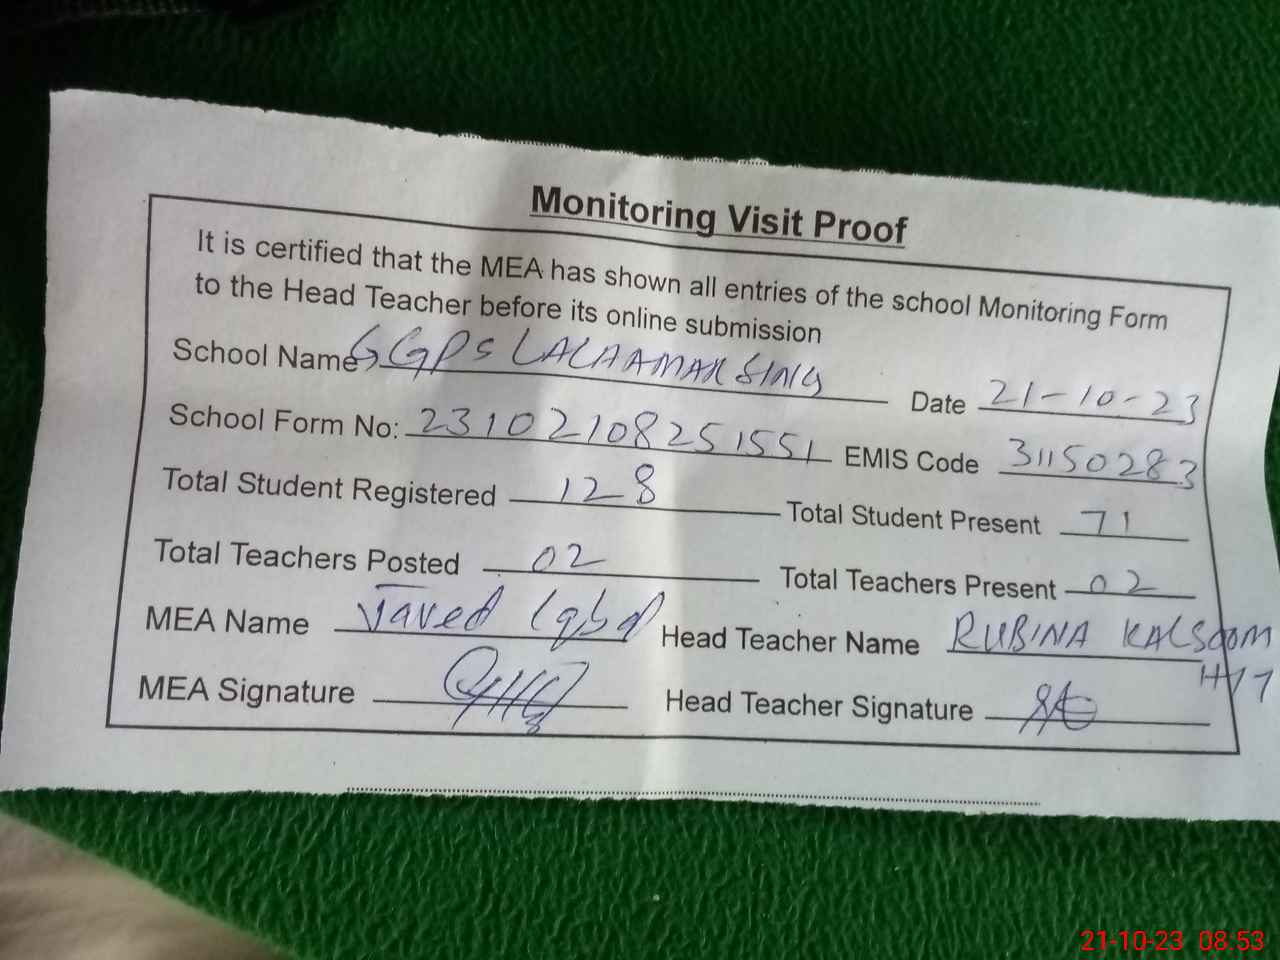 Monitoring Visit Proof
It is certified that the MEA has shown all entries of the school Monitoring Form
to the Head Teacher before its online submission
School Name GGPS LALAAMAR SING Date 21-10-23
School Form No: 23102108251551 EMIS Code 31150283
Total Student Registered 128 Total Student Present 71
Total Teachers Posted 02 Total Teachers Present 02
MEA Name Javed Iqbal Head Teacher Name RUBINA KALSOOM
MEA Signature Head Teacher Signature
21-10-23 08:53